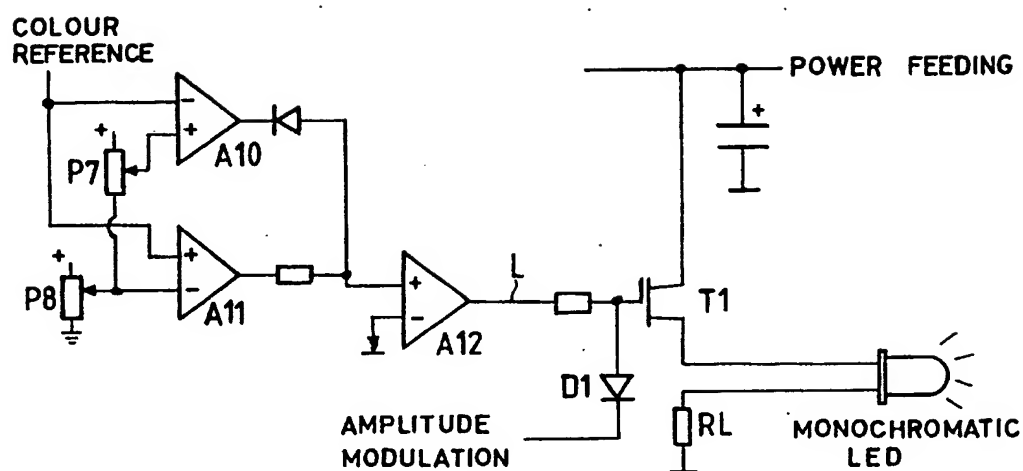 COLOUR
REFERENCE
POWER FEEDING
-
+
A10
+
P7
+
-
A11
+
P8
+
-
A12
L
+
T1
D1
AMPLITUDE
MODULATION
RL
MONOCHROMATIC
LED